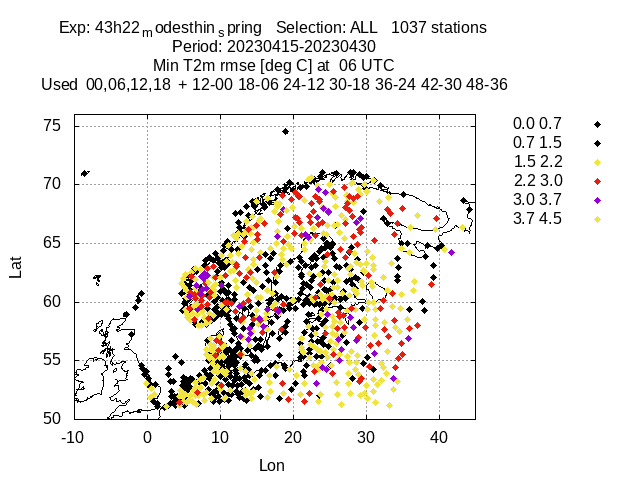 Exp: 43h22modesthinspring Selection: ALL 1037 stations
Period: 20230415-20230430
Min T2m rmse [deg C] at 06 UTC
Used 00,06,12,18 + 12-00 18-06 24-12 30-18 36-24 42-30 48-36
0.0 0.7
0.7 1.5
1.5 2.2
2.2 3.0
3.0 3.7
3.7 4.5
75
70
65
60
55
50
Lat
-10 0 10 20 30 40
Lon